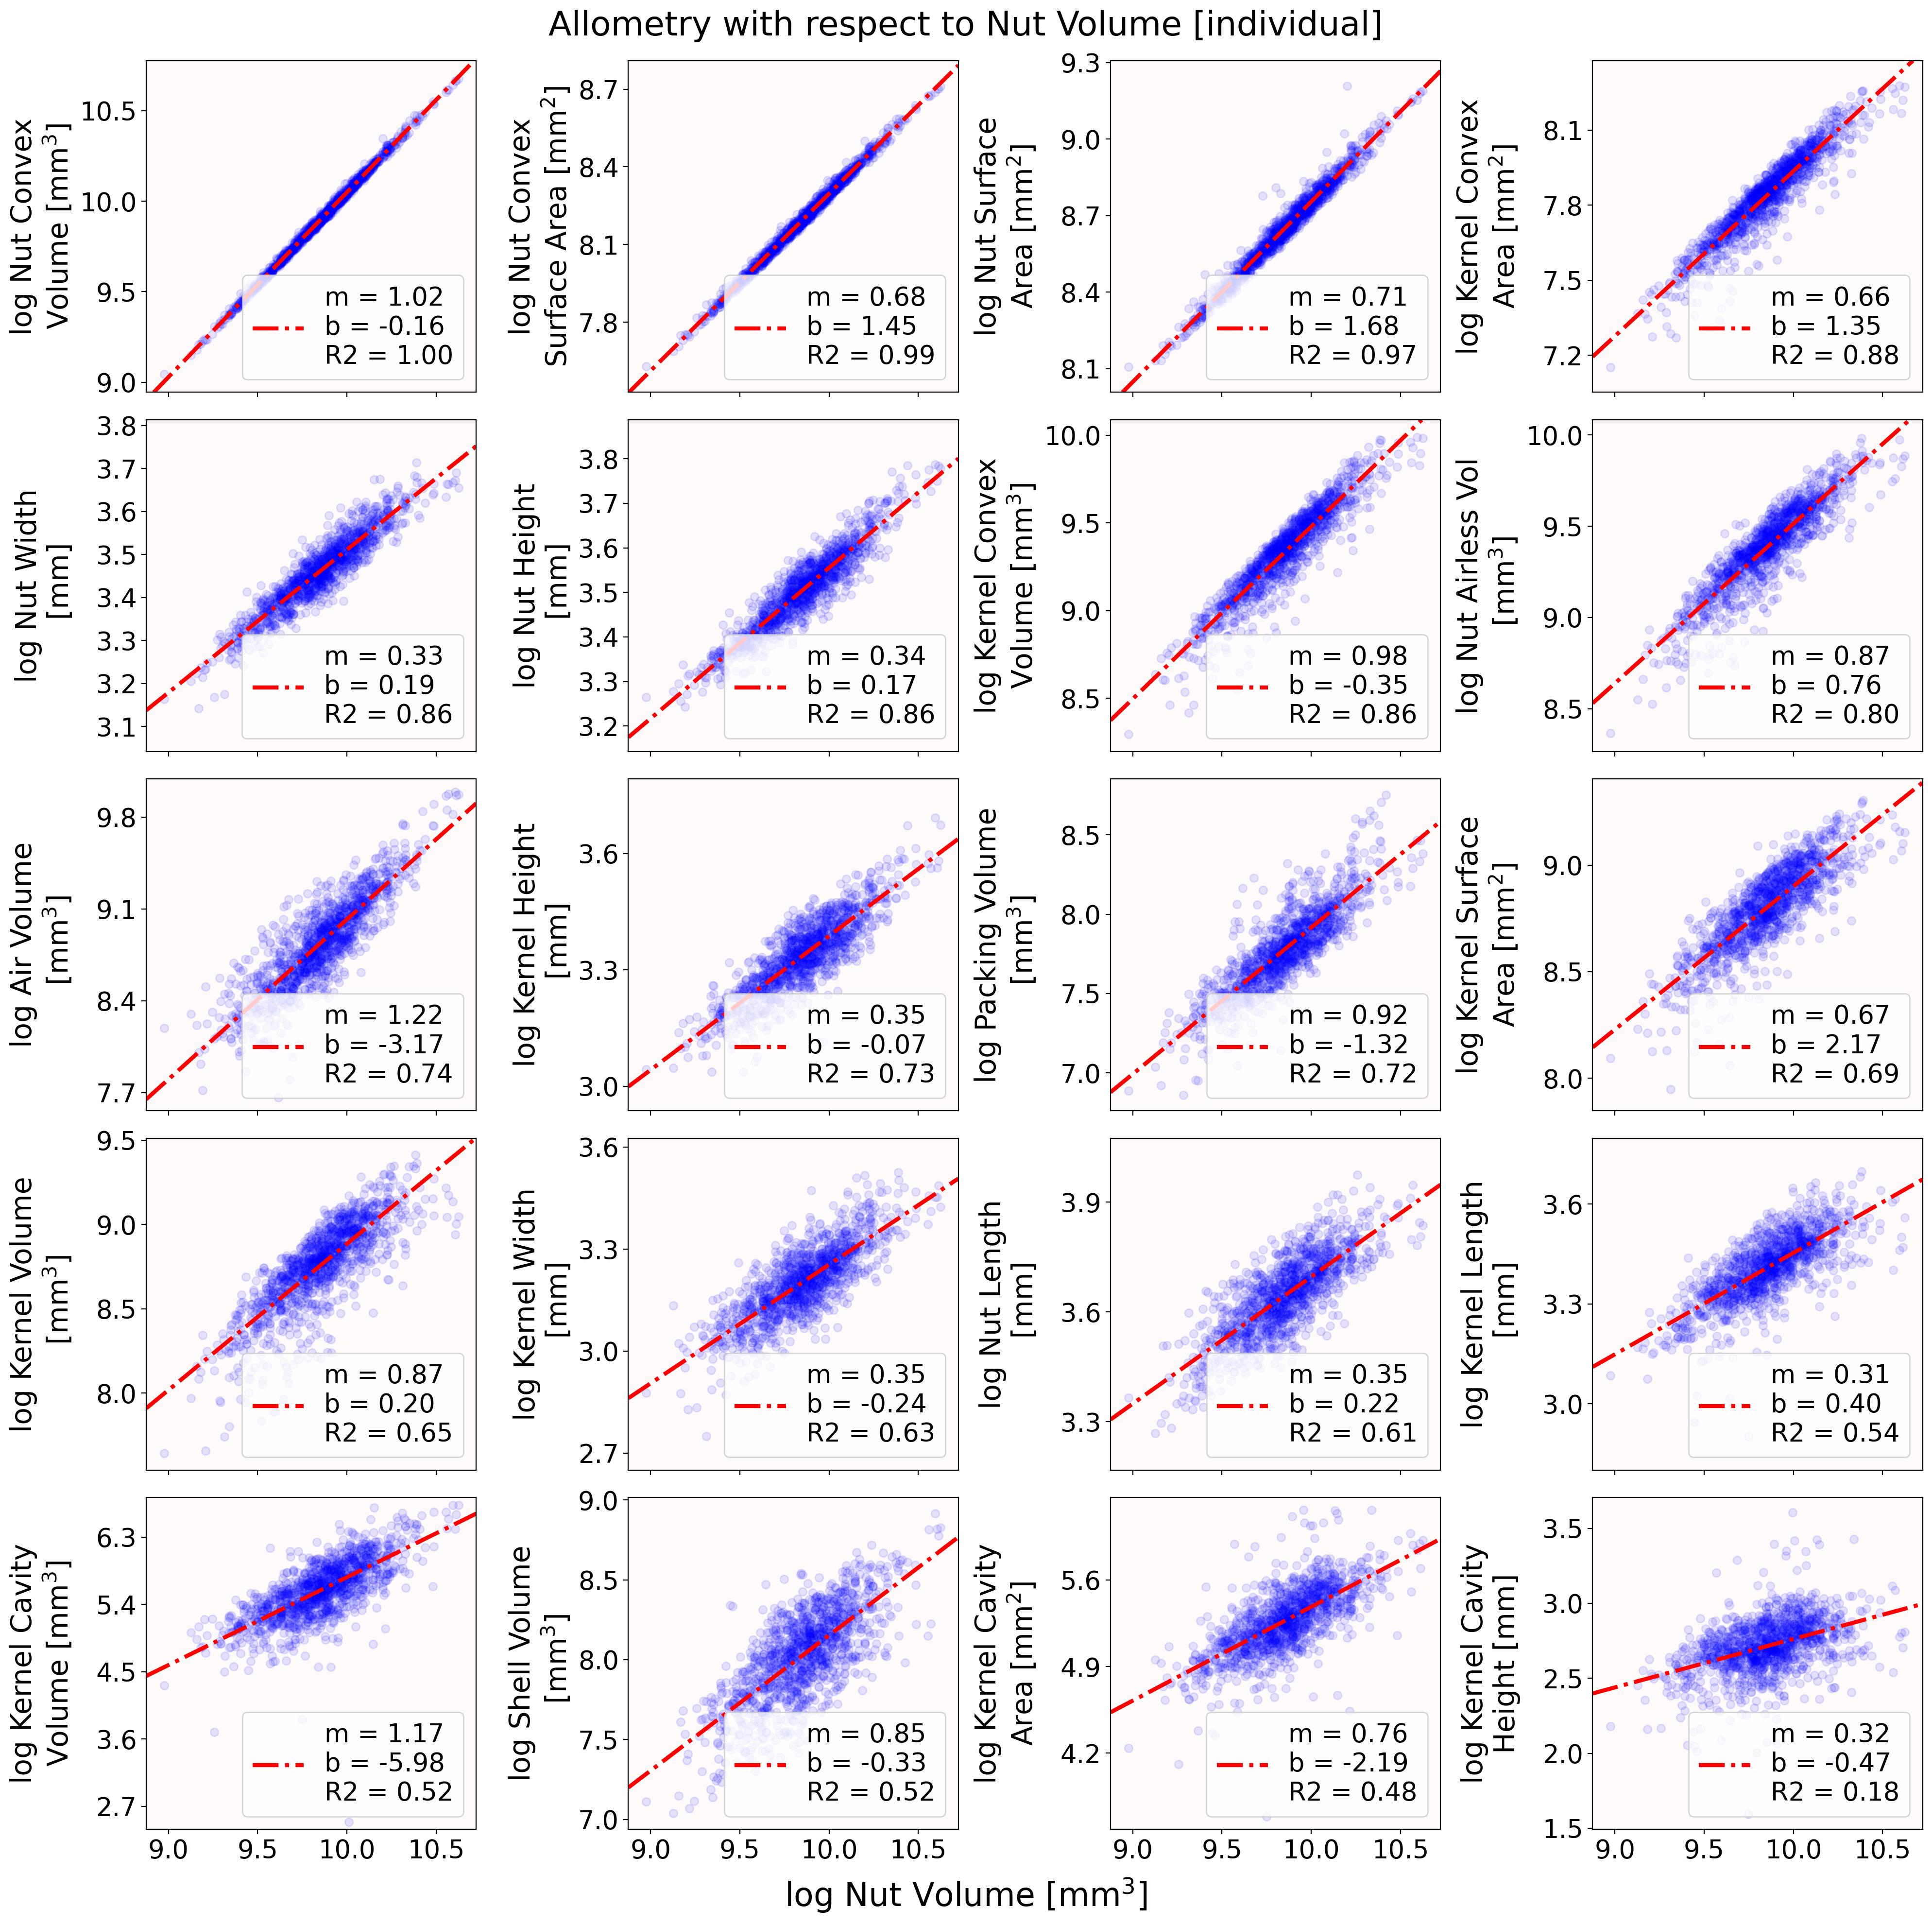 Allometry with respect to Nut Volume [individual]
log Nut Convex
Volume [mm³]
10.5
10.0
9.5
9.0
m = 1.02
b = -0.16
R2 = 1.00
log Nut Convex
Surface Area [mm²]
8.7
8.4
8.1
7.8
m = 0.68
b = 1.45
R2 = 0.99
log Nut Surface
Area [mm²]
9.3
9.0
8.7
8.4
8.1
m = 0.71
b = 1.68
R2 = 0.97
log Kernel Convex
Area [mm²]
8.1
7.8
7.5
7.2
m = 0.66
b = 1.35
R2 = 0.88
log Nut Width
[mm]
3.8
3.7
3.6
3.5
3.4
3.3
3.2
3.1
m = 0.33
b = 0.19
R2 = 0.86
log Nut Height
[mm]
3.8
3.7
3.6
3.5
3.4
3.3
3.2
m = 0.34
b = 0.17
R2 = 0.86
log Kernel Convex
Volume [mm³]
10.0
9.5
9.0
8.5
m = 0.98
b = -0.35
R2 = 0.86
log Nut Airless Vol
[mm³]
10.0
9.5
9.0
8.5
m = 0.87
b = 0.76
R2 = 0.80
log Air Volume
[mm³]
9.8
9.1
8.4
7.7
m = 1.22
b = -3.17
R2 = 0.74
log Kernel Height
[mm]
3.6
3.3
3.0
m = 0.35
b = -0.07
R2 = 0.73
log Packing Volume
[mm³]
8.5
8.0
7.5
7.0
m = 0.92
b = -1.32
R2 = 0.72
log Kernel Surface
Area [mm²]
9.0
8.5
8.0
m = 0.67
b = 2.17
R2 = 0.69
log Kernel Volume
[mm³]
9.5
9.0
8.5
8.0
m = 0.87
b = 0.20
R2 = 0.65
log Kernel Width
[mm]
3.6
3.3
3.0
2.7
m = 0.35
b = -0.24
R2 = 0.63
log Nut Length
[mm]
3.9
3.6
3.3
m = 0.35
b = 0.22
R2 = 0.61
log Kernel Length
[mm]
3.6
3.3
3.0
m = 0.31
b = 0.40
R2 = 0.54
log Kernel Cavity
Volume [mm³]
6.3
5.4
4.5
3.6
2.7
m = 1.17
b = -5.98
R2 = 0.52
9.0 9.5 10.0 10.5
log Shell Volume
[mm³]
9.0
8.5
8.0
7.5
7.0
m = 0.85
b = -0.33
R2 = 0.52
9.0 9.5 10.0 10.5
log Kernel Cavity
Area [mm²]
5.6
4.9
4.2
m = 0.76
b = -2.19
R2 = 0.48
9.0 9.5 10.0 10.5
log Kernel Cavity
Height [mm]
3.5
3.0
2.5
2.0
1.5
m = 0.32
b = -0.47
R2 = 0.18
9.0 9.5 10.0 10.5
log Nut Volume [mm³]